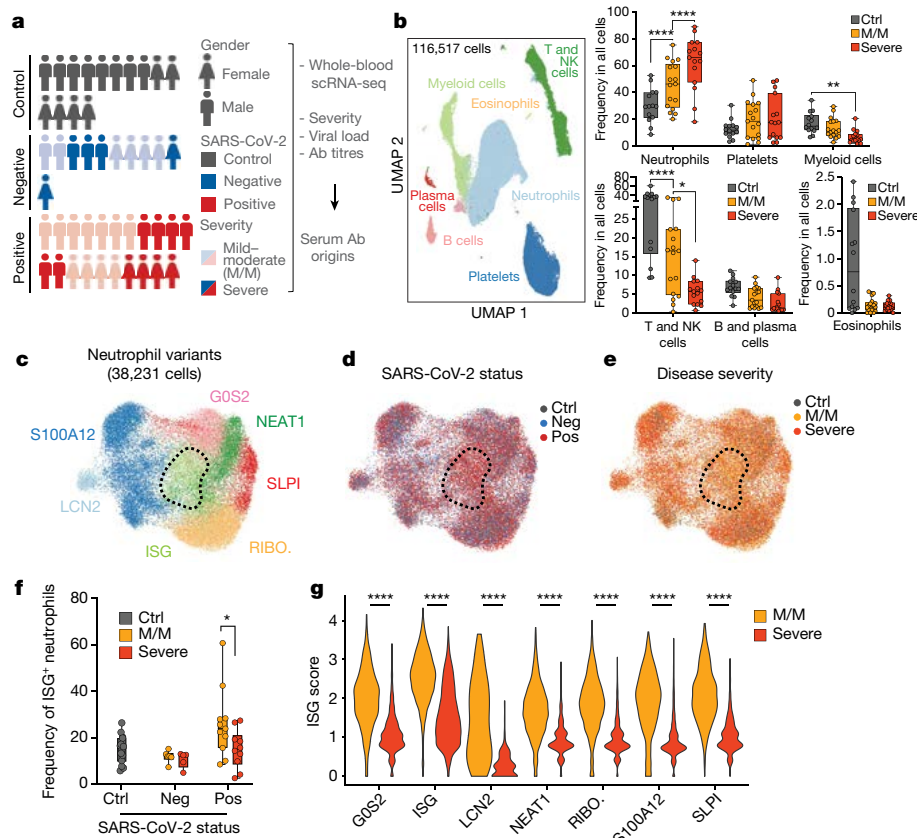 a
Control
Negative
Positive
Gender
Female
Male
SARS-CoV-2
Control
Negative
Positive
Severity
Mild–
moderate
(M/M)
Severe
- Whole-blood
scRNA-seq
- Severity
- Viral load
- Ab titres
Serum Ab
origins
b
116,517 cells
T and NK
cells
Myeloid cells
Eosinophils
Neutrophils
Plasma
cells
B cells
Platelets
UMAP 2
UMAP 1
Frequency in all cells
100
80
60
40
20
0
**** ****
**
Ctrl
M/M
Severe
Neutrophils Platelets Myeloid cells
Frequency in all cells
80
60
40
25
20
15
10
5
0
****
*
Ctrl
M/M
Severe
T and NK
cells
B and plasma
cells
Frequency in all cells
2.5
2.0
1.5
1.0
0.5
0
Ctrl
M/M
Severe
Eosinophils
c
Neutrophil variants
(38,231 cells)
G0S2
NEAT1
S100A12
SLPI
LCN2
ISG
RIBO.
d
SARS-CoV-2 status
Ctrl
Neg
Pos
e
Disease severity
Ctrl
M/M
Severe
f
Frequency of ISG⁺ neutrophils
80
60
40
20
0
Ctrl
M/M
Severe
*
Ctrl Neg Pos
SARS-CoV-2 status
g
ISG score
4
3
2
1
0
**** **** **** **** **** **** ****
M/M
Severe
G0S2
ISG
LCN2
NEAT1
RIBO.
S100A12
SLPI